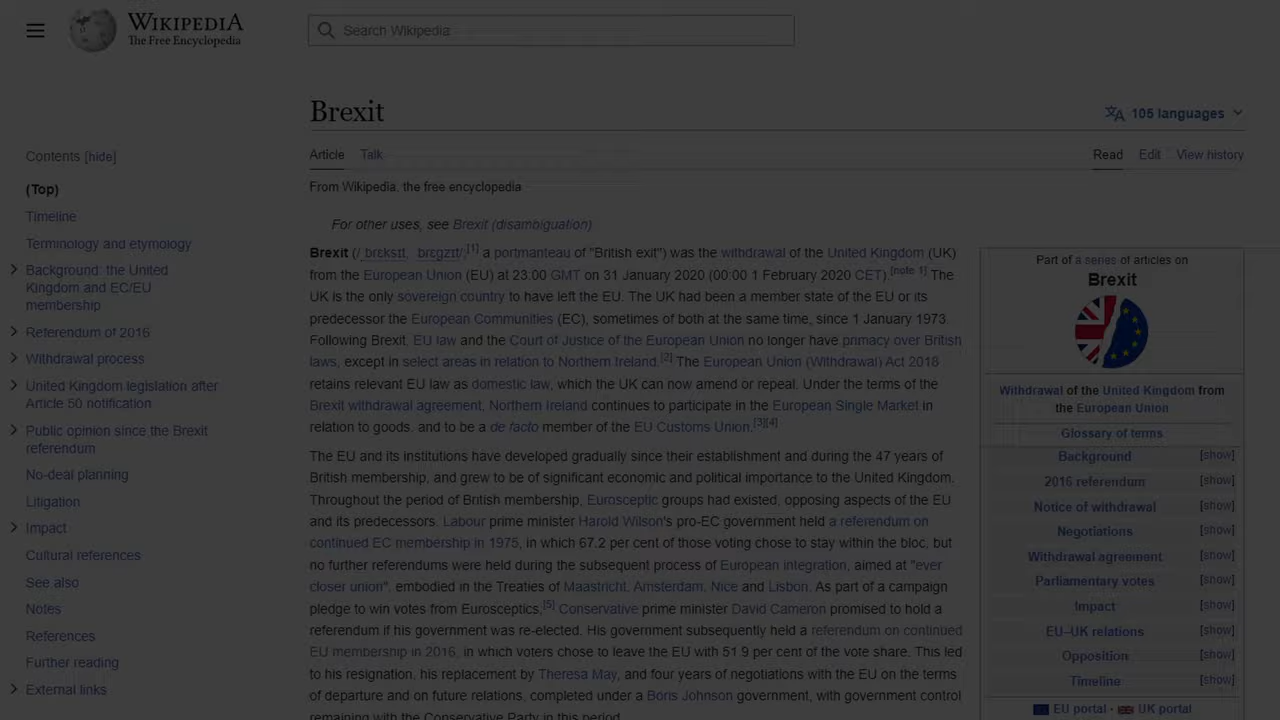 WIKIPEDIA
The Free Encyclopedia
Search Wikipedia
Brexit
105 languages
Article Talk
Read Edit View history
From Wikipedia, the free encyclopedia
For other uses, see Brexit (disambiguation)
Contents [hide]
(Top)
Timeline
Terminology and etymology
Background: the United
Kingdom and EC/EU
membership
Referendum of 2016
Withdrawal process
United Kingdom legislation after
Article 50 notification
Public opinion since the Brexit
referendum
No-deal planning
Litigation
Impact
Cultural references
See also
Notes
References
Further reading
External links
Brexit (/ˈbrɛksɪt, ˈbrɛɡzɪt/;[1] a portmanteau of "British exit") was the withdrawal of the United Kingdom (UK)
from the European Union (EU) at 23:00 GMT on 31 January 2020 (00:00 1 February 2020 CET).[note 1] The
UK is the only sovereign country to have left the EU. The UK had been a member state of the EU or its
predecessor the European Communities (EC), sometimes of both at the same time, since 1 January 1973.
Following Brexit, EU law and the Court of Justice of the European Union no longer have primacy over British
laws, except in select areas in relation to Northern Ireland.[2] The European Union (Withdrawal) Act 2018
retains relevant EU law as domestic law, which the UK can now amend or repeal. Under the terms of the
Brexit withdrawal agreement, Northern Ireland continues to participate in the European Single Market in
relation to goods, and to be a de facto member of the EU Customs Union.[3][4]
The EU and its institutions have developed gradually since their establishment and during the 47 years of
British membership, and grew to be of significant economic and political importance to the United Kingdom.
Throughout the period of British membership, Eurosceptic groups had existed, opposing aspects of the EU
and its predecessors. Labour prime minister Harold Wilson's pro-EC government held a referendum on
continued EC membership in 1975, in which 67.2 per cent of those voting chose to stay within the bloc, but
no further referendums were held during the subsequent process of European integration, aimed at "ever
closer union", embodied in the Treaties of Maastricht, Amsterdam, Nice and Lisbon. As part of a campaign
pledge to win votes from Eurosceptics,[5] Conservative prime minister David Cameron promised to hold a
referendum if his government was re-elected. His government subsequently held a referendum on continued
EU membership in 2016, in which voters chose to leave the EU with 51.9 per cent of the vote share. This led
to his resignation, his replacement by Theresa May, and four years of negotiations with the EU on the terms
of departure and on future relations, completed under a Boris Johnson government, with government control
remaining with the Conservative Party in this period.
Part of a series of articles on
Brexit
Withdrawal of the United Kingdom from
the European Union
Glossary of terms
Background [show]
2016 referendum [show]
Notice of withdrawal [show]
Negotiations [show]
Withdrawal agreement [show]
Parliamentary votes [show]
Impact [show]
EU–UK relations [show]
Opposition [show]
Timeline [show]
EU portal · UK portal